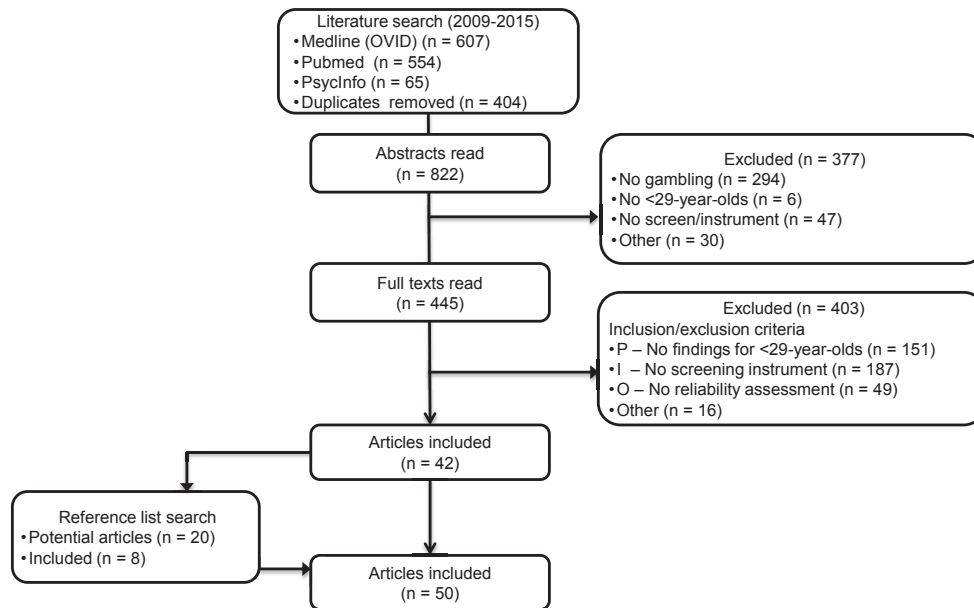 Literature search (2009-2015)
•Medline (OVID) (n = 607)
•Pubmed (n = 554)
•PsycInfo (n = 65)
•Duplicates removed (n = 404)
Abstracts read
(n = 822)
Excluded (n = 377)
•No gambling (n = 294)
•No <29-year-olds (n = 6)
•No screen/instrument (n = 47)
•Other (n = 30)
Full texts read
(n = 445)
Excluded (n = 403)
Inclusion/exclusion criteria
•P – No findings for <29-year-olds (n = 151)
•I – No screening instrument (n = 187)
•O – No reliability assessment (n = 49)
•Other (n = 16)
Articles included
(n = 42)
Reference list search
•Potential articles (n = 20)
•Included (n = 8)
Articles included
(n = 50)